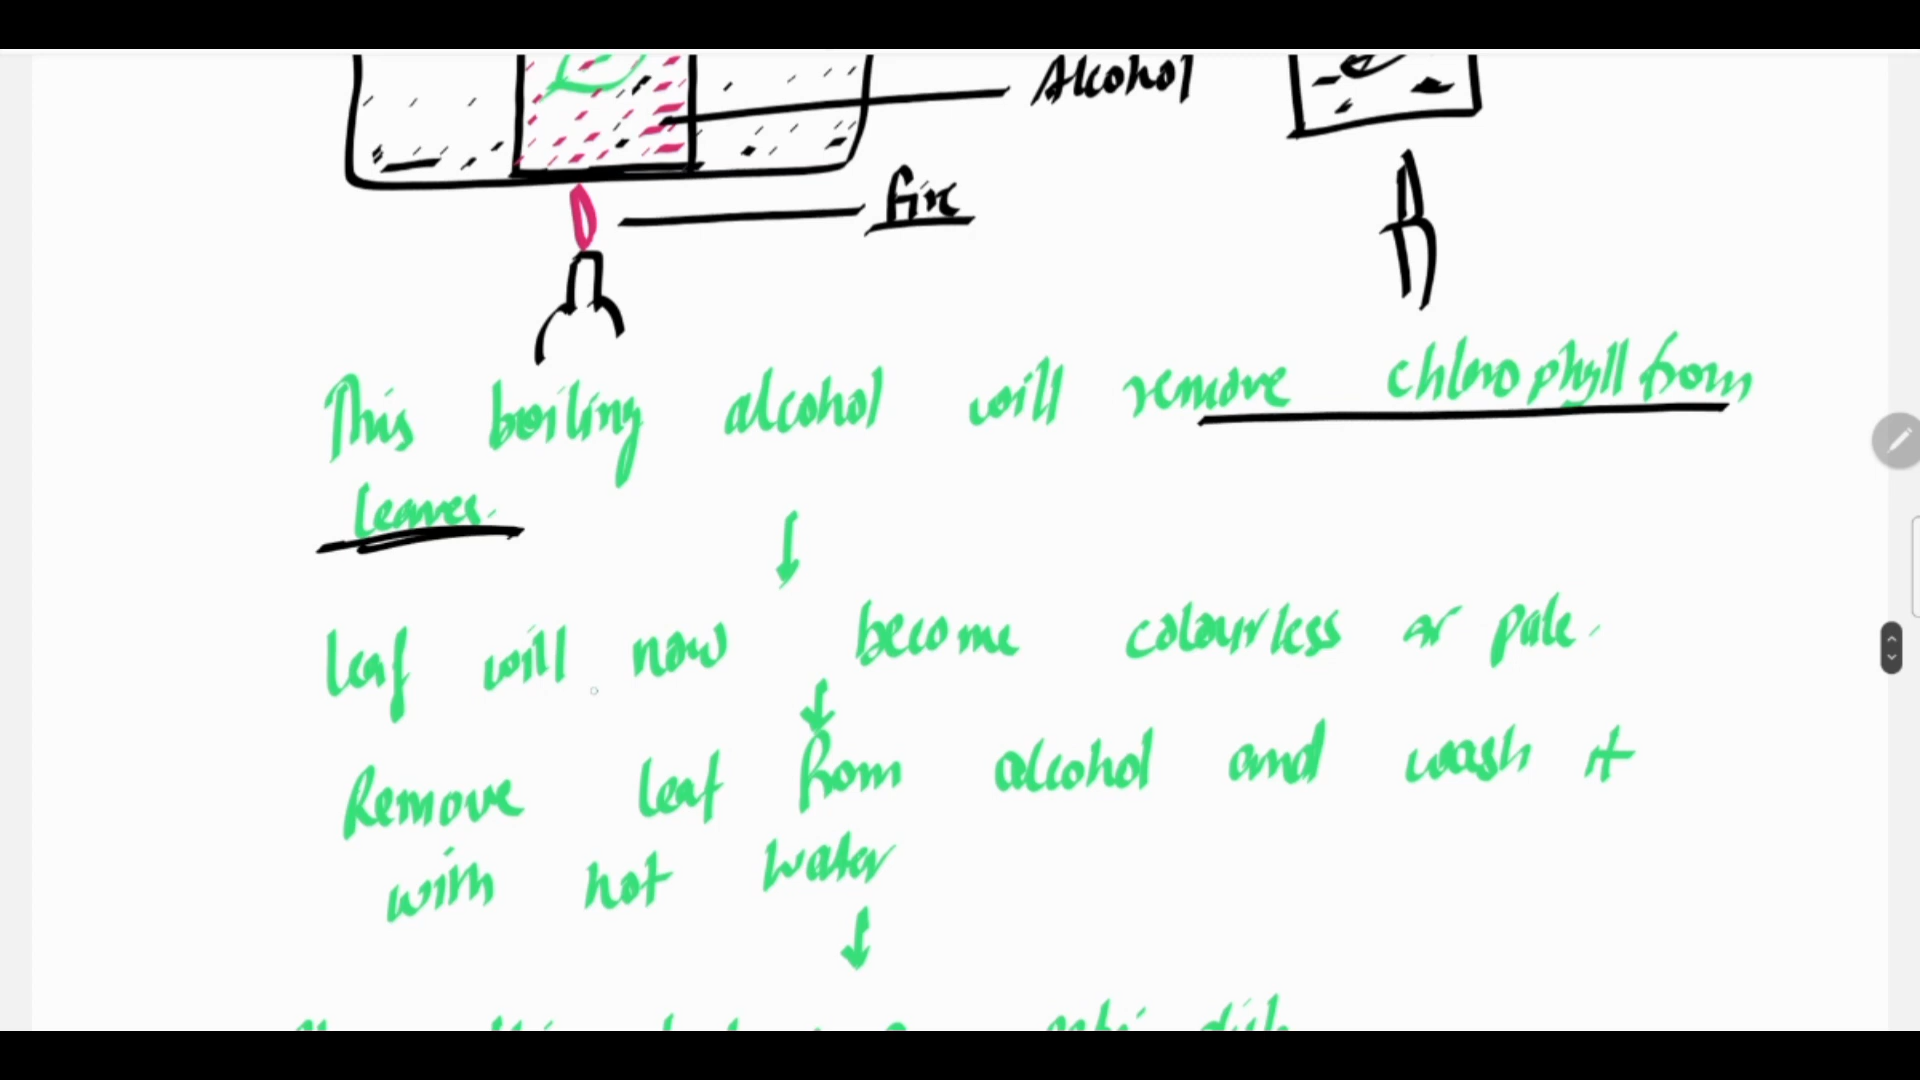 Alcohol
fire
This boiling alcohol will remove chlorophyll from
leaves.
leaf will now become colourless or pale.
Remove leaf from alcohol and wash it
with hot water
dish